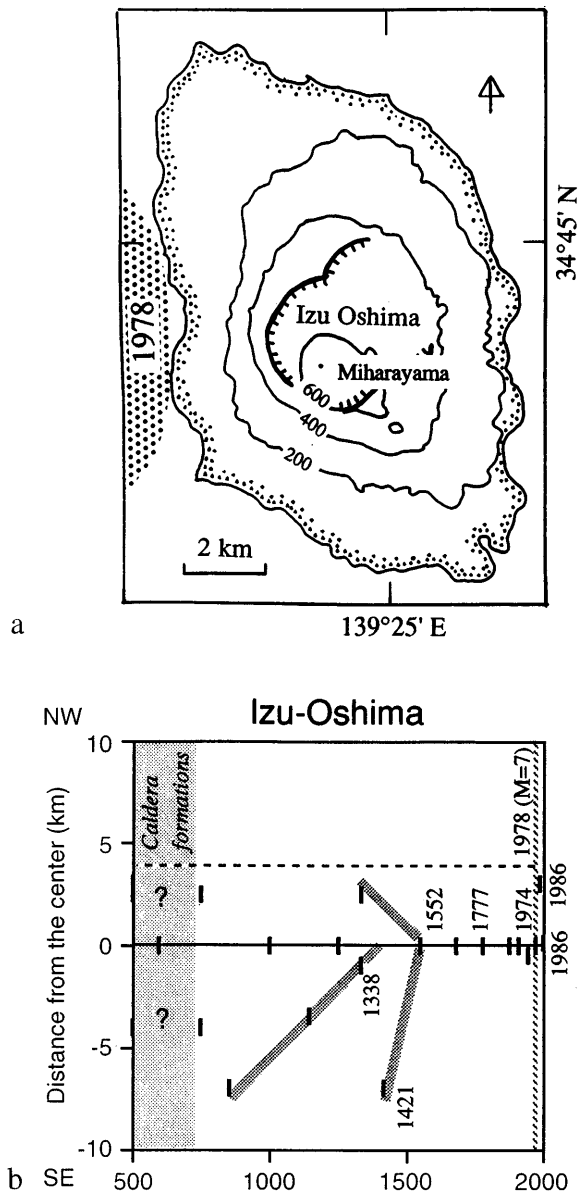 34°45' N
1978
Izu Oshima
Miharayama
600
400
200
2 km
a
139°25' E
NW
Izu-Oshima
Distance from the center (km)
10
5
0
-5
-10
Caldera
formations
?
?
1338
1421
1552
1777
1974
1978 (M=7)
1986
1986
b
SE
500
1000
1500
2000